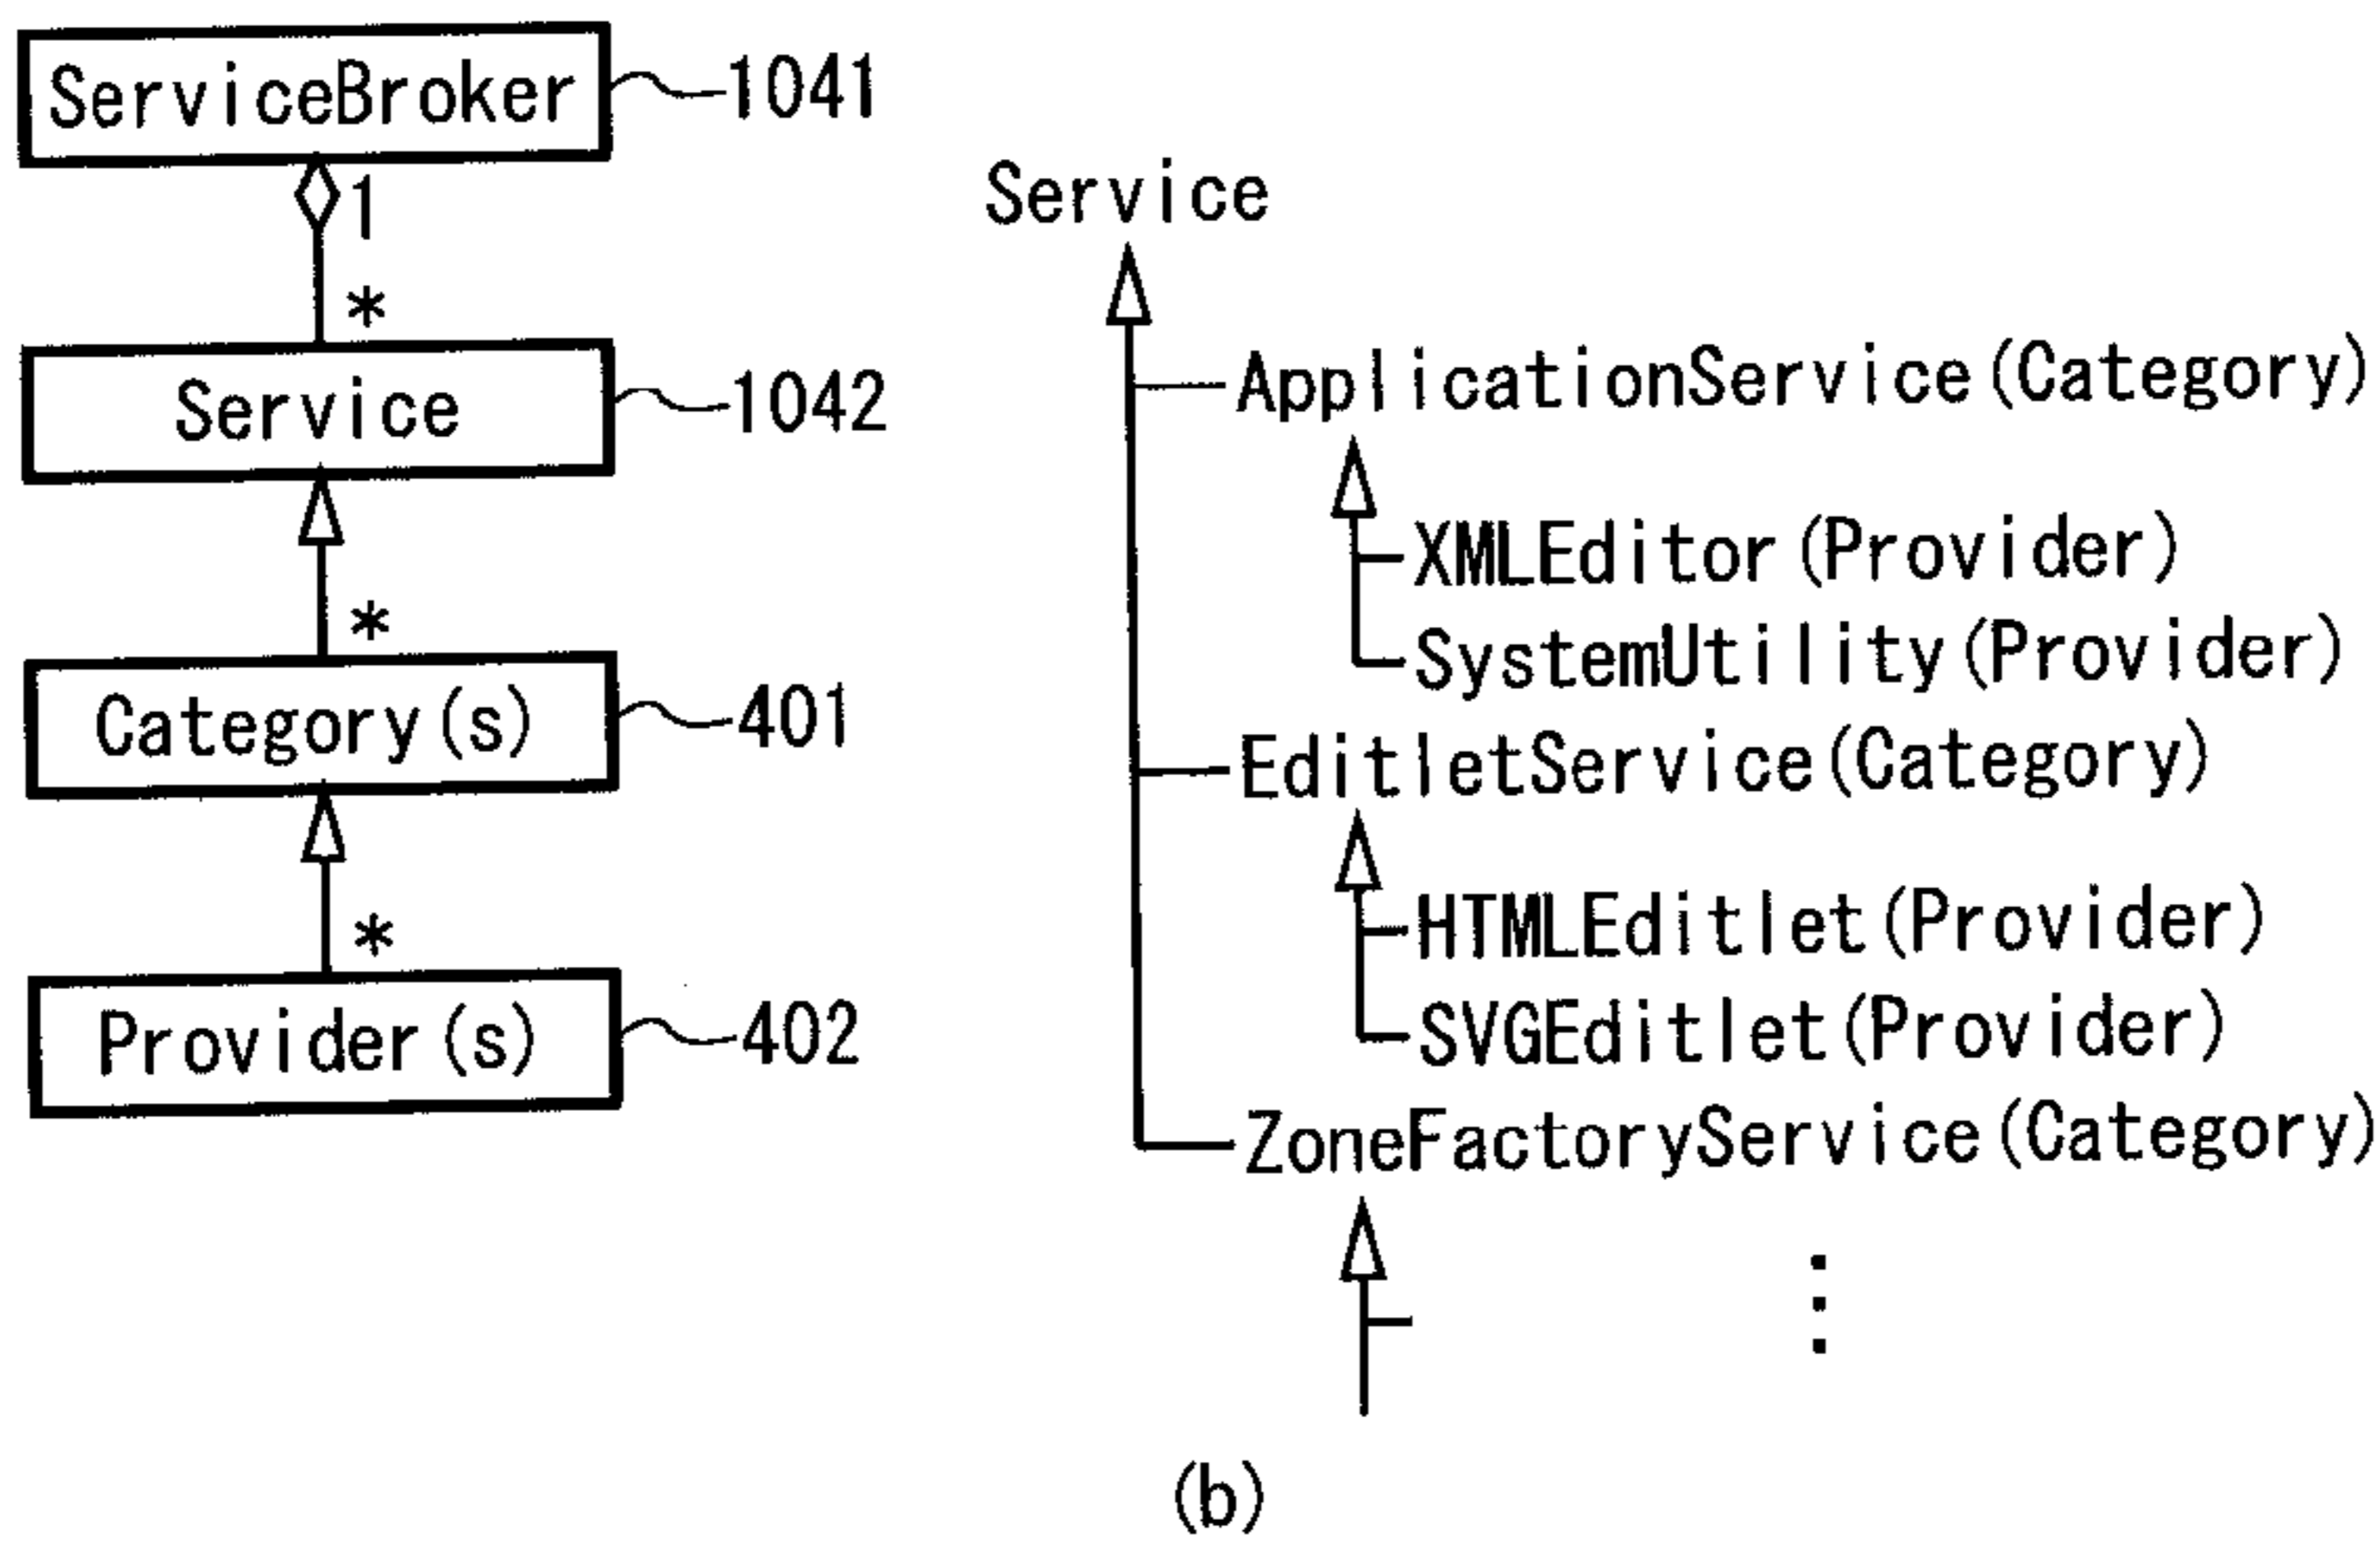 ServiceBroker
1041
1
*
Service
1042
*
Category(s)
401
*
Provider(s)
402
Service
ApplicationService(Category)
XMLEditor(Provider)
SystemUtility(Provider)
EditletService(Category)
HTMLEditlet(Provider)
SVGEditlet(Provider)
ZoneFactoryService(Category)
(b)